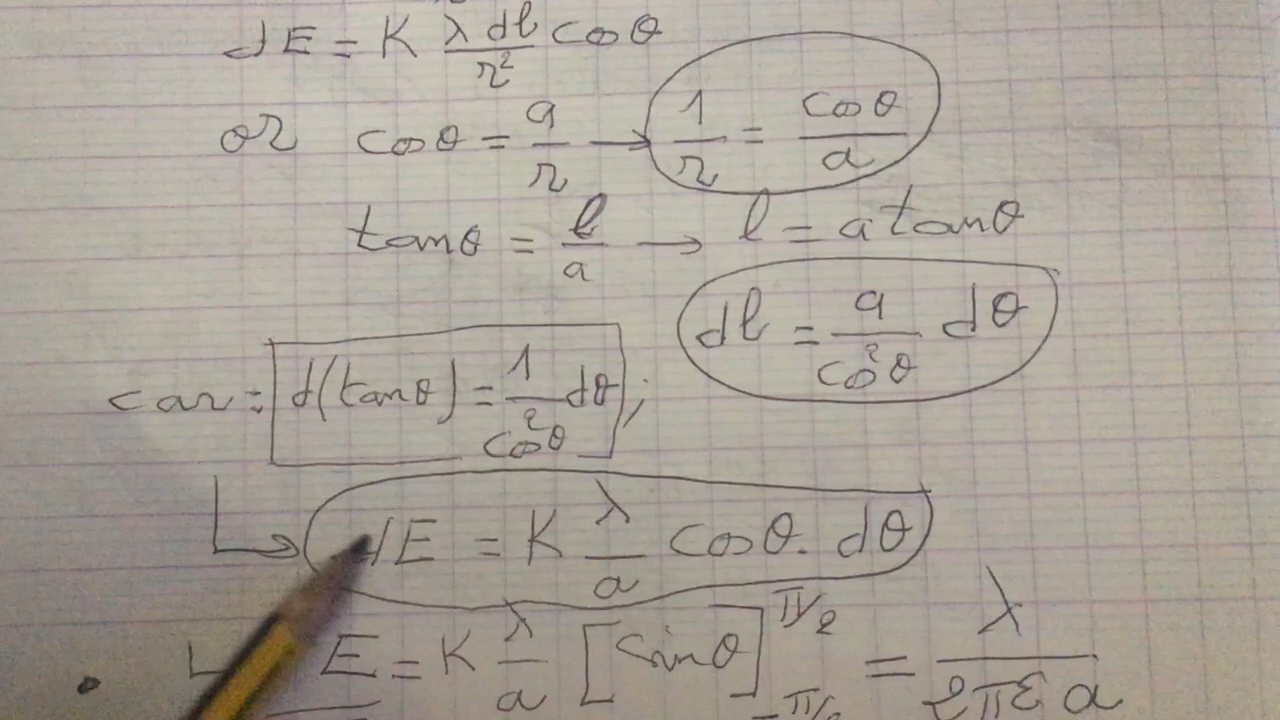 dE = K λ dl / r² cosθ
or cosθ = a/r → 1/r = cosθ/a
tanθ = l/a → l = a tanθ
dl = a/cos²θ dθ
car : d(tanθ) = 1/cos²θ dθ ;
↳ dE = K λ/a cosθ. dθ
E = K λ/a [sinθ]_{-π/2}^{π/2} = λ / 2πε a